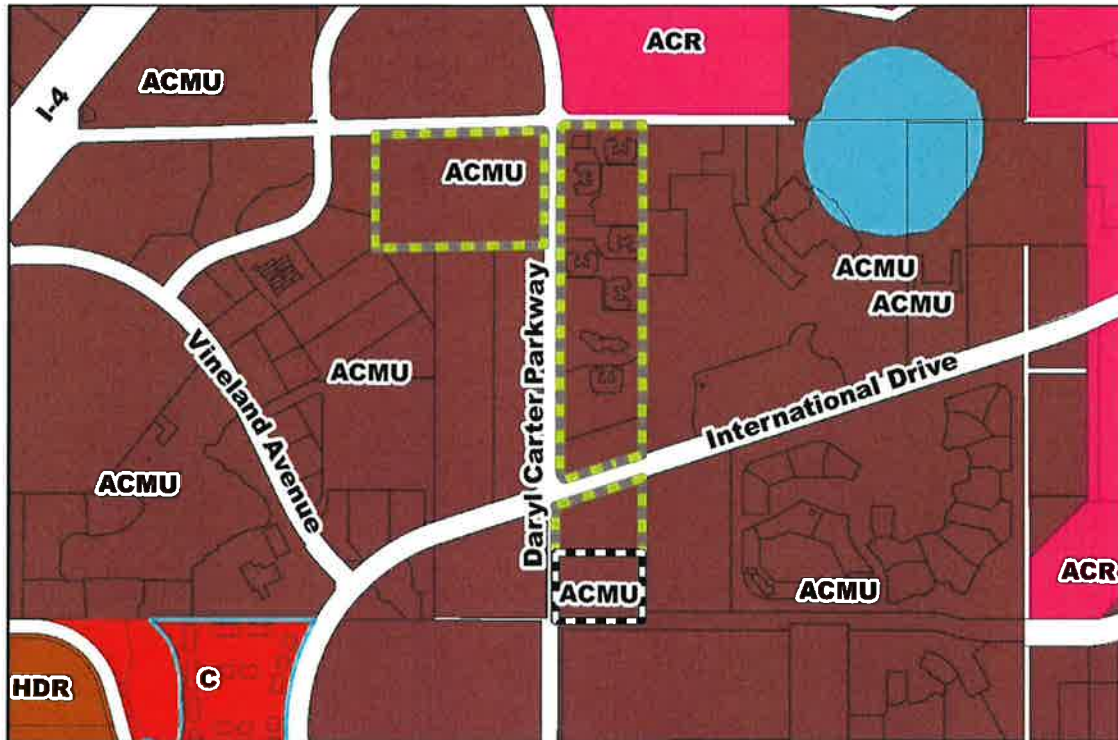 ACR
ACMU
I-4
ACMU
ACMU
ACMU
Daryl Carter Parkway
Vineland Avenue
ACMU
International Drive
ACMU
ACMU
ACMU
ACR
HDR
C